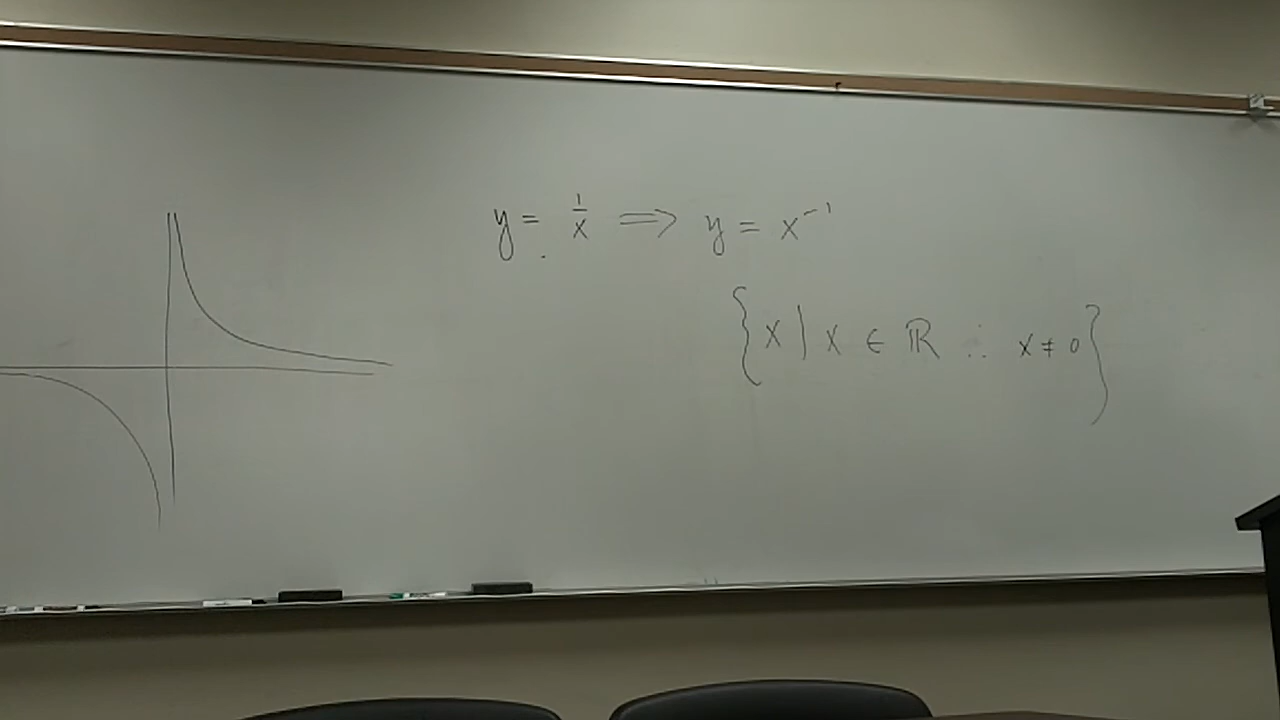 y = 1/x ⟹ y = x⁻¹
{x | x ∈ ℝ ∴ x ≠ 0}